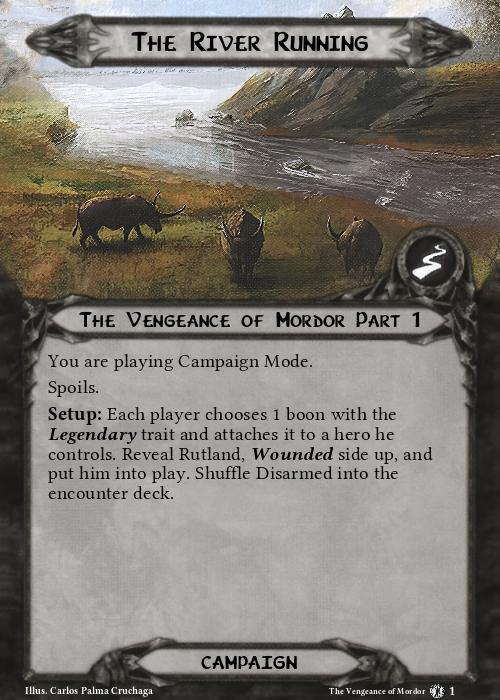 The River Running
The Vengeance of Mordor Part 1
You are playing Campaign Mode.
Spoils.
Setup: Each player chooses 1 boon with the
Legendary trait and attaches it to a hero he
controls. Reveal Rutland, Wounded side up, and
put him into play. Shuffle Disarmed into the
encounter deck.
CAMPAIGN
Illus. Carlos Palma Cruchaga
The Vengeance of Mordor 1